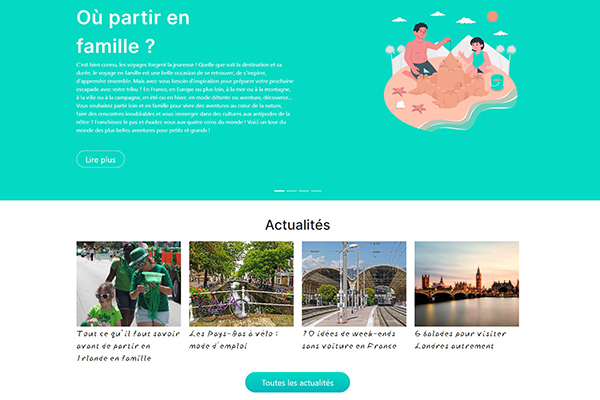 Où partir en
famille ?
C'est bien connu, les voyages forgent la jeunesse ! Quelle que soit la destination et sa
durée, le voyage en famille est une belle occasion de se retrouver, de s'inspirer,
d'apprendre ensemble. Mais avez-vous besoin d'inspiration pour préparer votre prochaine
escapade avec votre tribu ? En France, en Europe ou plus loin, à la mer ou à la montagne,
à la ville ou à la campagne, en été ou en hiver, en mode détente ou aventure, découvrez...
Vous souhaitez partir loin et en famille pour vivre des aventures au cœur de la nature,
faire des rencontres inoubliables et vous immerger dans des cultures aux antipodes de la
nôtre ? Franchissez le pas et évadez-vous aux quatre coins du monde ! Voici un tour du
monde des plus belles aventures pour petits et grands !
Lire plus
Actualités
Tout ce qu'il faut savoir
avant de partir en
Irlande en famille
Les Pays-Bas à vélo :
mode d'emploi
10 idées de week-ends
sans voiture en France
6 balades pour visiter
Londres autrement
Toutes les actualités